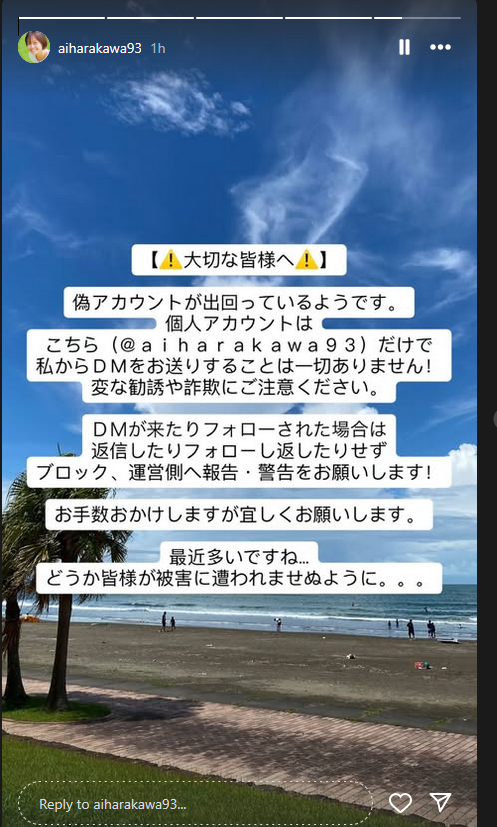 aiharakawa93 1h
【⚠️大切な皆様へ⚠️】
偽アカウントが出回っているようです。
個人アカウントは
こちら（＠ａｉｈａｒａｋａｗａ９３）だけで
私からＤＭをお送りすることは一切ありません！
変な勧誘や詐欺にご注意ください。
ＤＭが来たりフォローされた場合は
返信したりフォローし返したりせず
ブロック、運営側へ報告・警告をお願いします！
お手数おかけしますが宜しくお願いします。
最近多いですね…
どうか皆様が被害に遭われませぬように。。。
Reply to aiharakawa93...